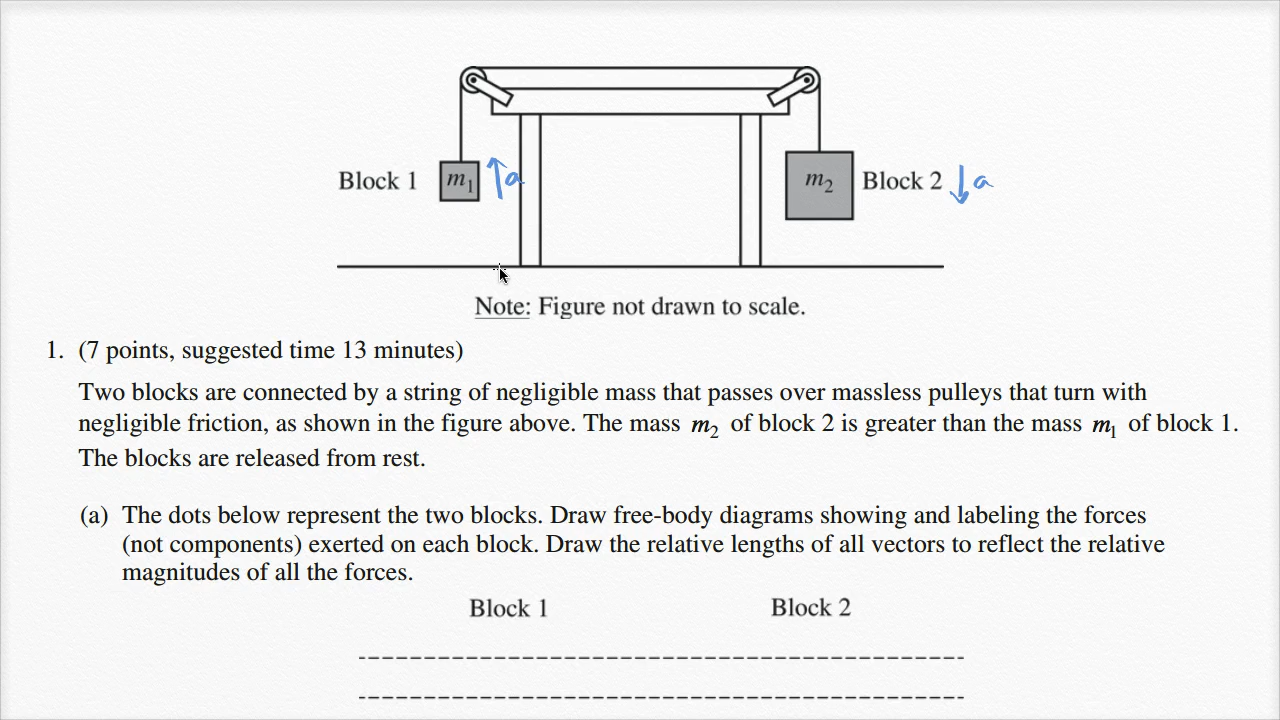 Block 1 m₁ a m₂ Block 2 a
Note: Figure not drawn to scale.
1. (7 points, suggested time 13 minutes)
Two blocks are connected by a string of negligible mass that passes over massless pulleys that turn with
negligible friction, as shown in the figure above. The mass m₂ of block 2 is greater than the mass m₁ of block 1.
The blocks are released from rest.
(a) The dots below represent the two blocks. Draw free-body diagrams showing and labeling the forces
(not components) exerted on each block. Draw the relative lengths of all vectors to reflect the relative
magnitudes of all the forces.
Block 1 Block 2